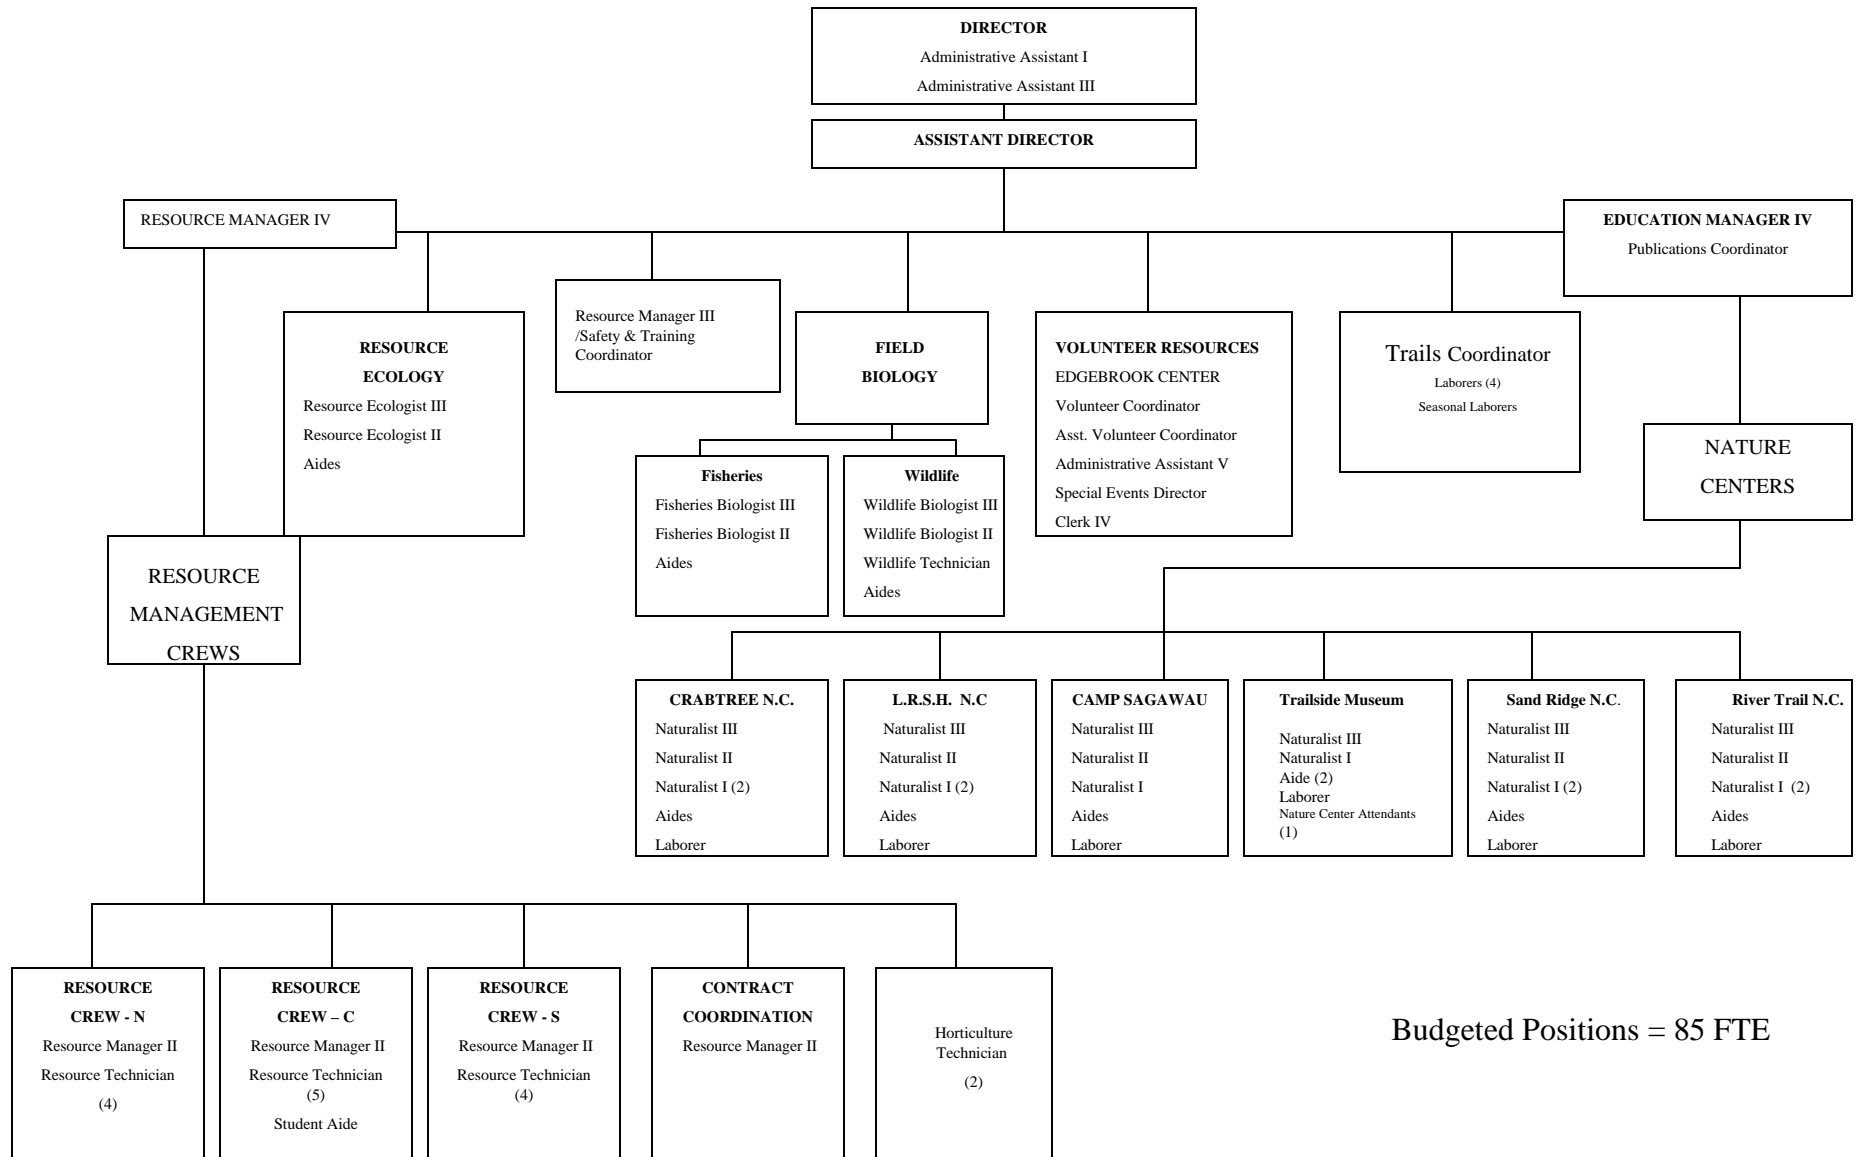 DIRECTOR
Administrative Assistant I
Administrative Assistant III
ASSISTANT DIRECTOR
RESOURCE MANAGER IV
EDUCATION MANAGER IV
Publications Coordinator
RESOURCE
ECOLOGY
Resource Ecologist III
Resource Ecologist II
Aides
Resource Manager III
/Safety & Training
Coordinator
FIELD
BIOLOGY
VOLUNTEER RESOURCES
EDGEBROOK CENTER
Volunteer Coordinator
Asst. Volunteer Coordinator
Administrative Assistant V
Special Events Director
Clerk IV
Trails Coordinator
Laborers (4)
Seasonal Laborers
NATURE
CENTERS
Fisheries
Fisheries Biologist III
Fisheries Biologist II
Aides
Wildlife
Wildlife Biologist III
Wildlife Biologist II
Wildlife Technician
Aides
RESOURCE
MANAGEMENT
CREWS
CRABTREE N.C.
Naturalist III
Naturalist II
Naturalist I (2)
Aides
Laborer
L.R.S.H. N.C
Naturalist III
Naturalist II
Naturalist I (2)
Aides
Laborer
CAMP SAGAWAU
Naturalist III
Naturalist II
Naturalist I
Aides
Laborer
Trailside Museum
Naturalist III
Naturalist I
Aide (2)
Laborer
Nature Center Attendants
(1)
Sand Ridge N.C.
Naturalist III
Naturalist II
Naturalist I (2)
Aides
Laborer
River Trail N.C.
Naturalist III
Naturalist II
Naturalist I (2)
Aides
Laborer
RESOURCE
CREW - N
Resource Manager II
Resource Technician
(4)
RESOURCE
CREW – C
Resource Manager II
Resource Technician
(5)
Student Aide
RESOURCE
CREW - S
Resource Manager II
Resource Technician
(4)
CONTRACT
COORDINATION
Resource Manager II
Horticulture
Technician
(2)
Budgeted Positions = 85 FTE